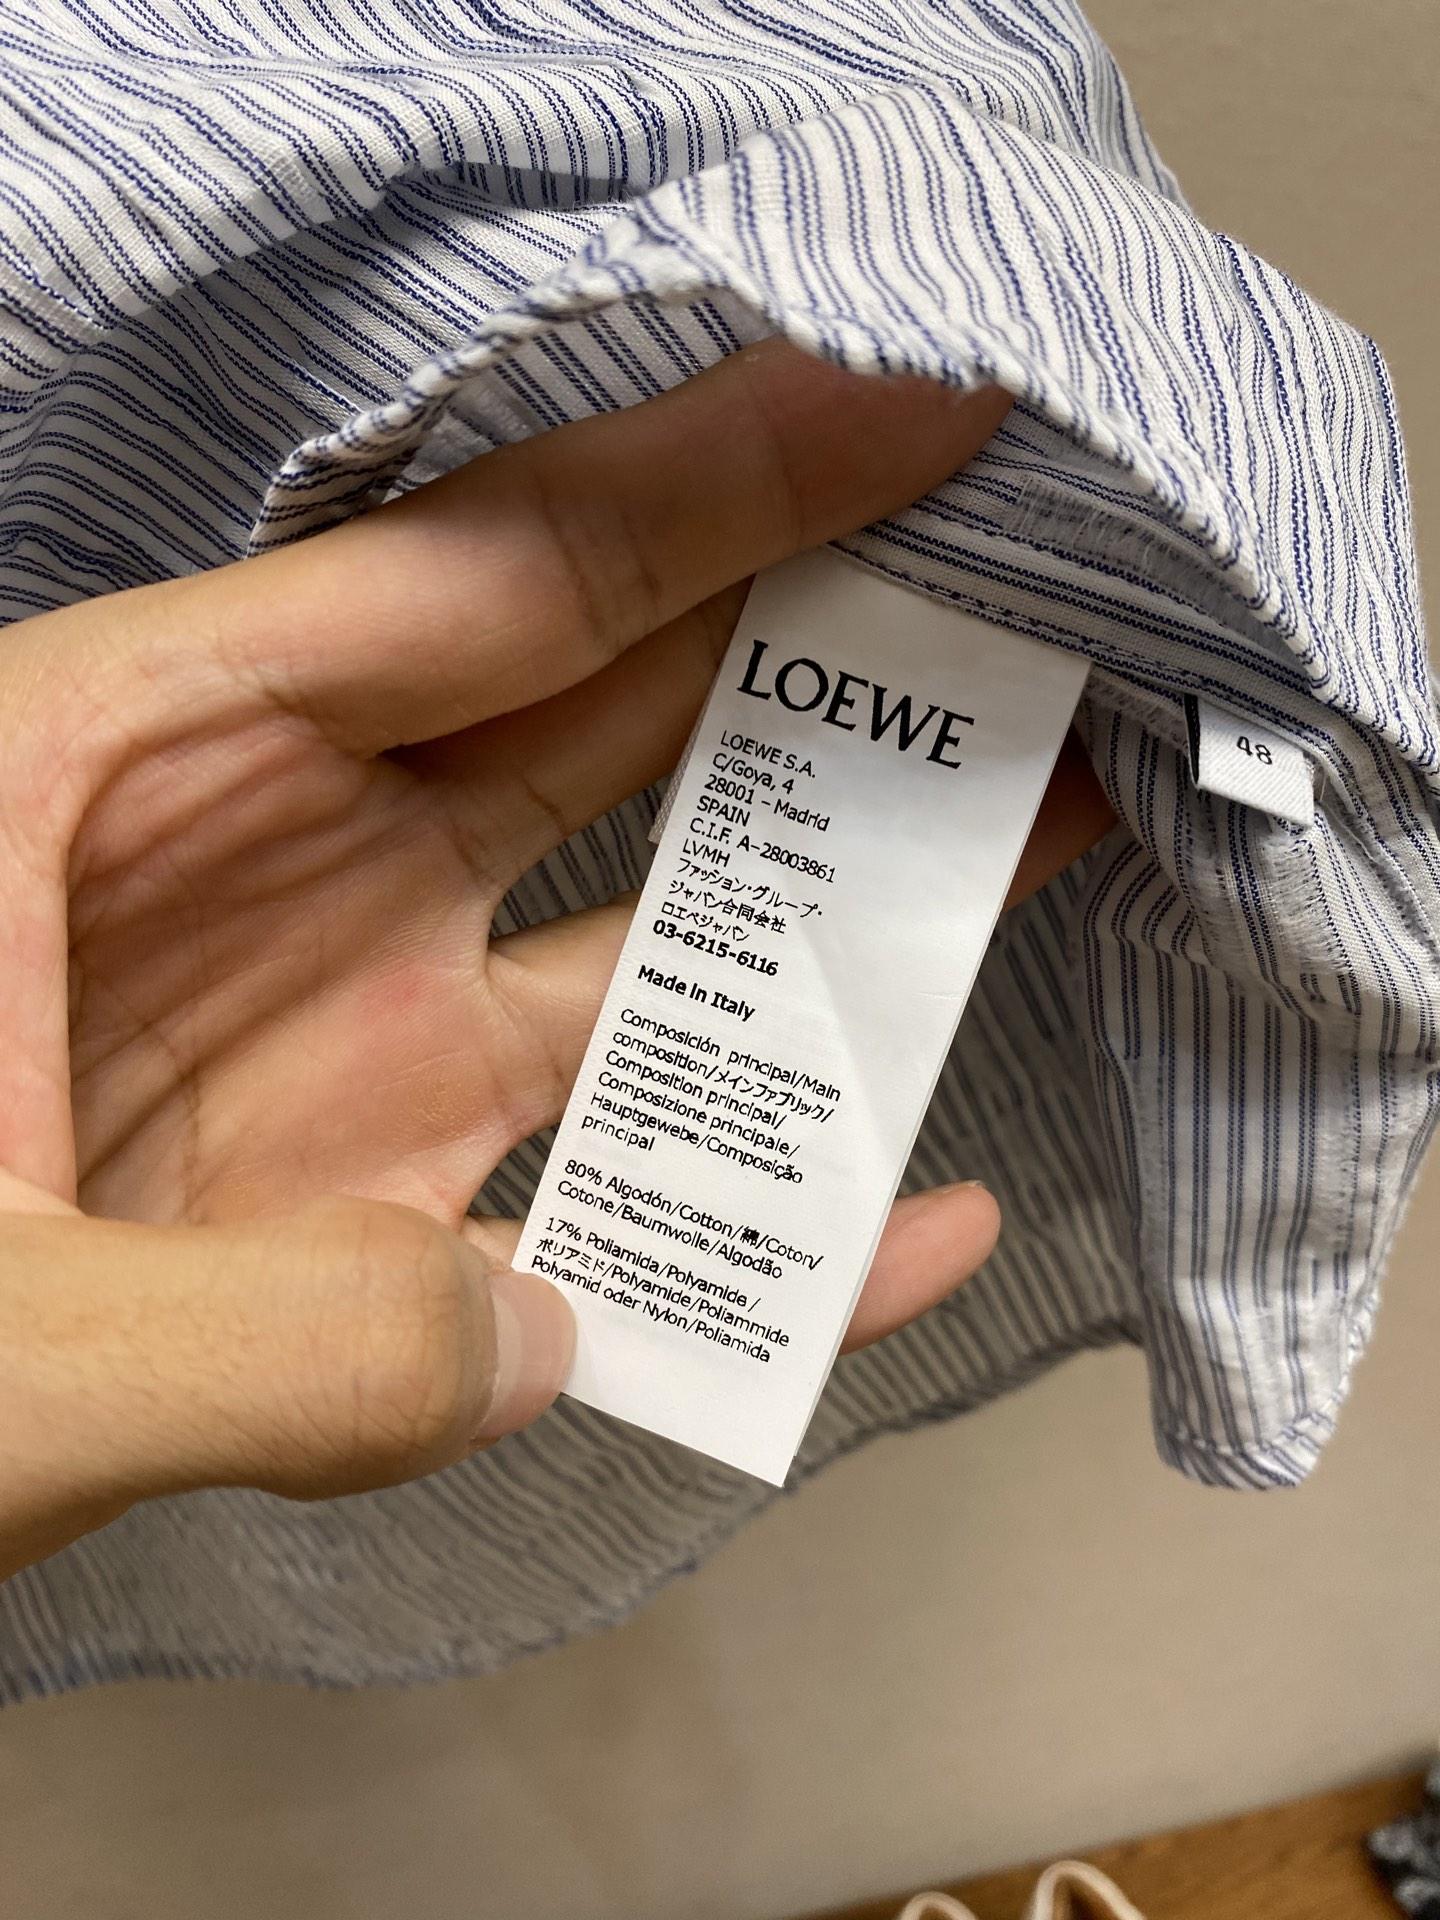 LOEWE
LOEWE S.A.
C/Goya, 4
28001 - Madrid
SPAIN
C.I.F. A-28003861
LVMH
ファッション・グループ・
ジャパン合同会社
ロエベジャパン
03-6215-6116
Made in Italy
Composición principal/Main
composition/メインファブリック/
Composition principal/
Composizione principale/
Hauptgewebe/Composição
principal
80% Algodón/Cotton/綿/Coton/
Cotone/Baumwolle/Algodão
17% Poliamida/Polyamide/
ポリアミド/Polyamide/Poliammide
Polyamid oder Nylon/Poliamida
48